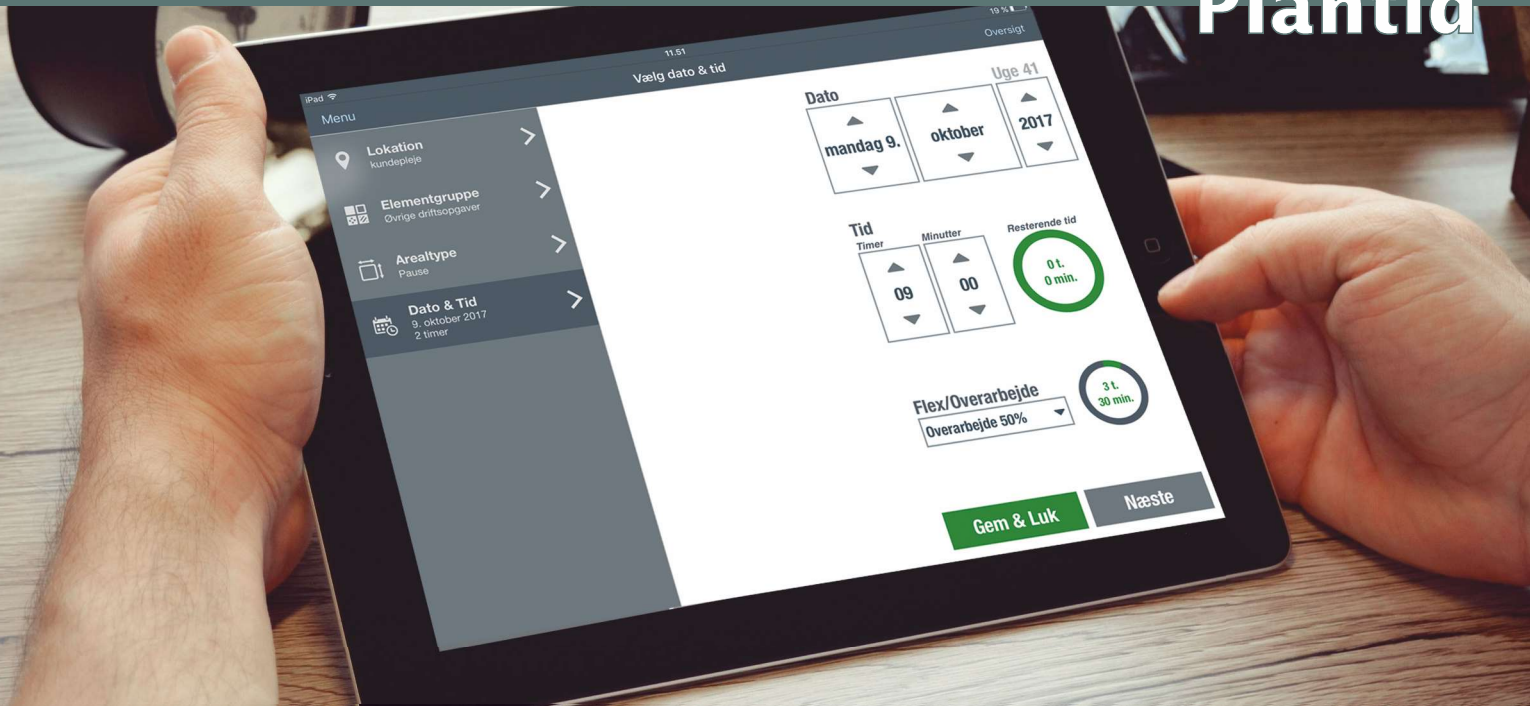 Plantid
iPad
11.51
19 %
Menu
Vælg dato & tid
Oversigt
Lokation
kundepleje
Elementgruppe
Øvrige driftsopgaver
Arealtype
Pause
Dato & Tid
9. oktober 2017
2 timer
Dato
Uge 41
mandag 9.
oktober
2017
Tid
Timer
Minutter
Resterende tid
09
00
0 t.
0 min.
Flex/Overarbejde
Overarbejde 50%
3 t.
30 min.
Gem & Luk
Næste